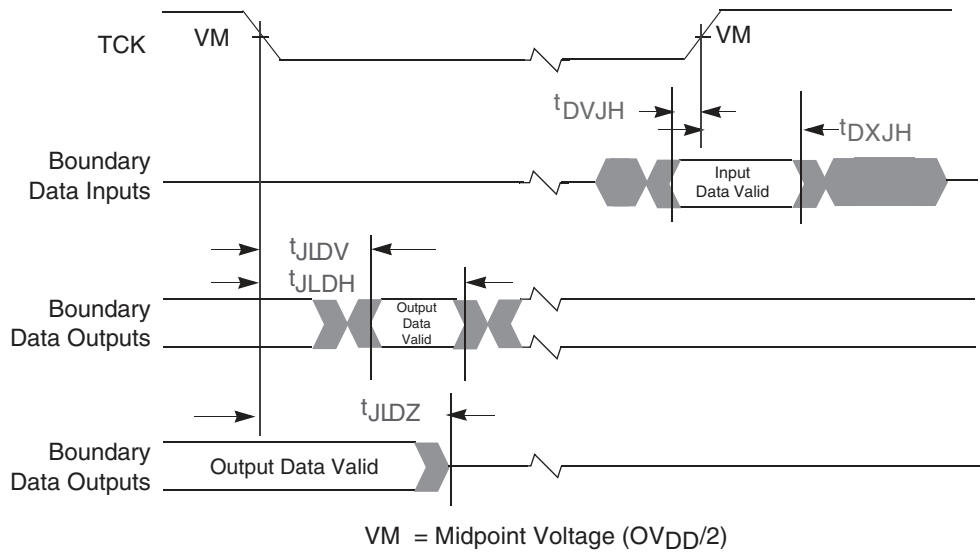 TCK
VM
VM
tDVJH
tDXJH
Boundary
Data Inputs
Input
Data Valid
tJLDV
tJLDH
Boundary
Data Outputs
Output
Data
Valid
tJLDZ
Boundary
Data Outputs
Output Data Valid
VM = Midpoint Voltage (OVDD/2)